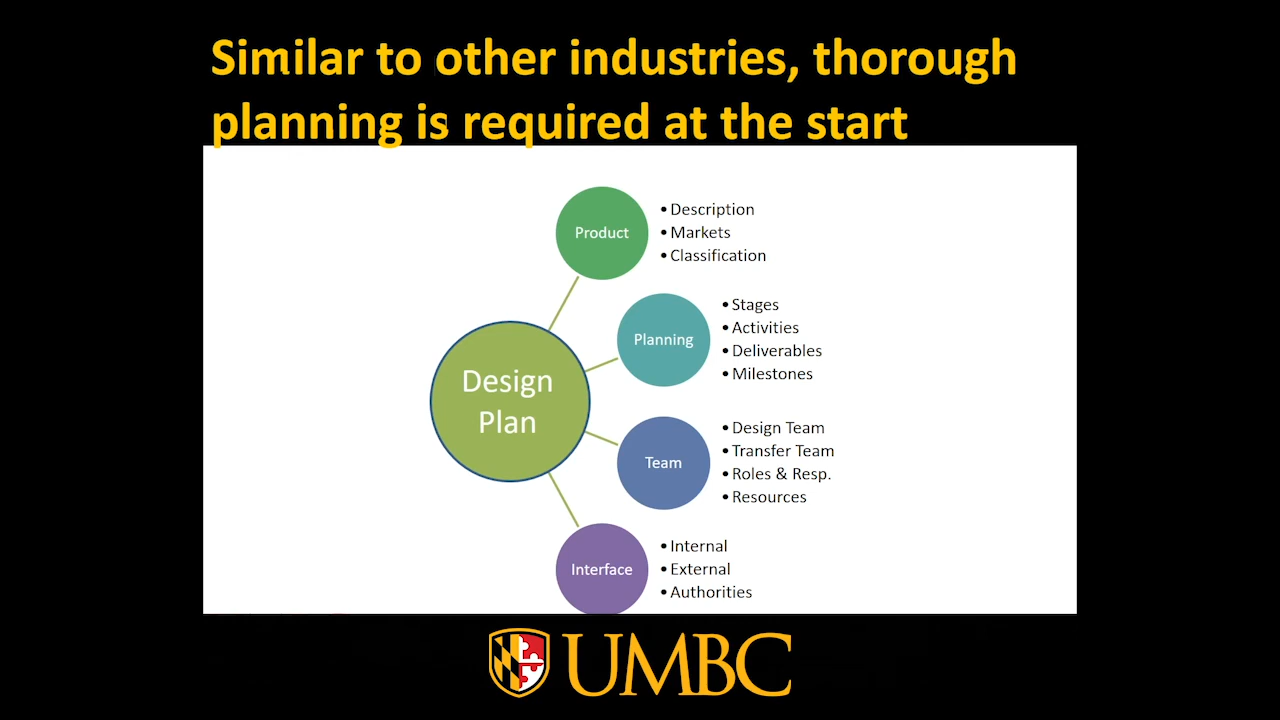 Similar to other industries, thorough
planning is required at the start
Product
• Description
• Markets
• Classification
Planning
• Stages
• Activities
• Deliverables
• Milestones
Design
Plan
Team
• Design Team
• Transfer Team
• Roles & Resp.
• Resources
Interface
• Internal
• External
• Authorities
UMBC